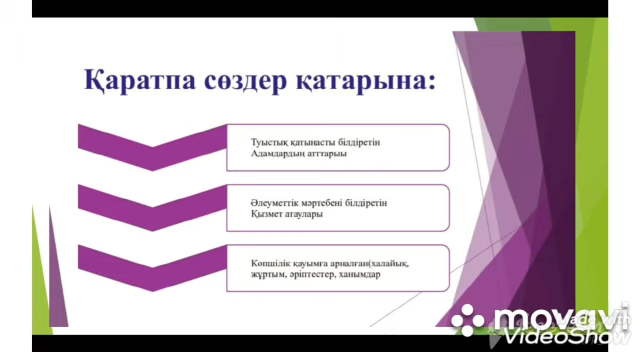 Қаратпа сөздер қатарына:
Туыстық қатынасты білдіретін
Адамдардың атттарыы
Әлеуметтік мәртебені білдіретін
Қызмет атаулары
Көпшілік қауымға арналған(халайық,
жұртым, әріптестер, ханымдар
movavi
VideoShow